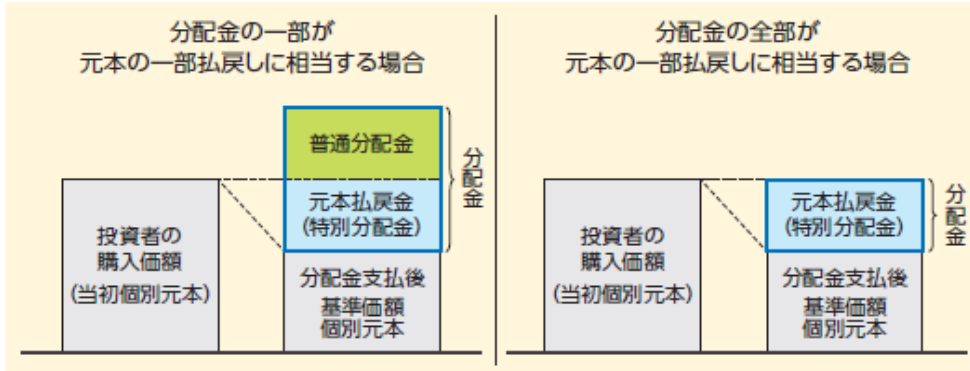 分配金の一部が
元本の一部払戻しに相当する場合
普通分配金
元本払戻金
(特別分配金)
分配金
投資者の
購入価額
(当初個別元本)
分配金支払後
基準価額
個別元本
分配金の全部が
元本の一部払戻しに相当する場合
元本払戻金
(特別分配金)
分配金
投資者の
購入価額
(当初個別元本)
分配金支払後
基準価額
個別元本